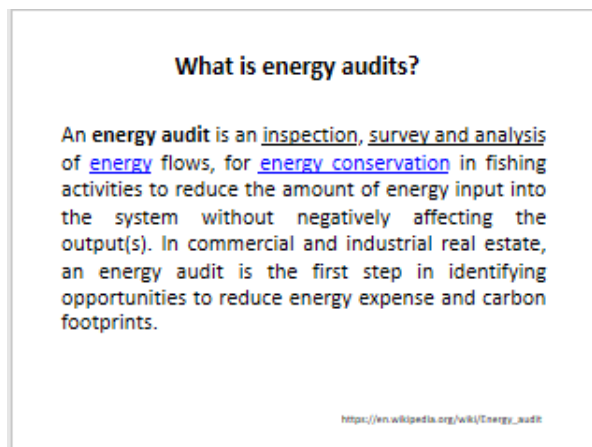 What is energy audits?
An energy audit is an inspection, survey and analysis
of energy flows, for energy conservation in fishing
activities to reduce the amount of energy input into
the system without negatively affecting the
output(s). In commercial and industrial real estate,
an energy audit is the first step in identifying
opportunities to reduce energy expense and carbon
footprints.
https://en.wikipedia.org/wiki/Energy_audit